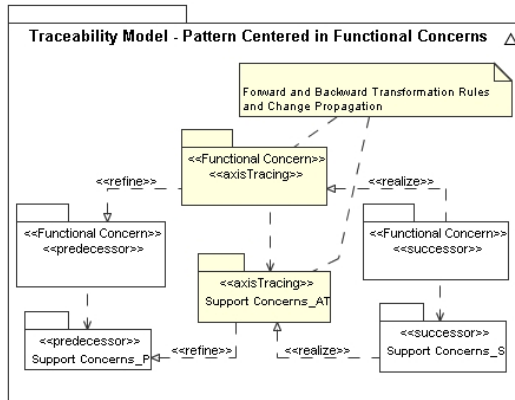 Traceability Model - Pattern Centered in Functional Concerns
Forward and Backward Transformation Rules
and Change Propagation
<<Functional Concern>>
<<axisTracing>>
<<refine>>
<<realize>>
<<Functional Concern>>
<<predecessor>>
<<Functional Concern>>
<<successor>>
<<axisTracing>>
Support Concerns_AT
<<predecessor>>
Support Concerns_P
<<successor>>
Support Concerns_S
<<refine>>
<<realize>>